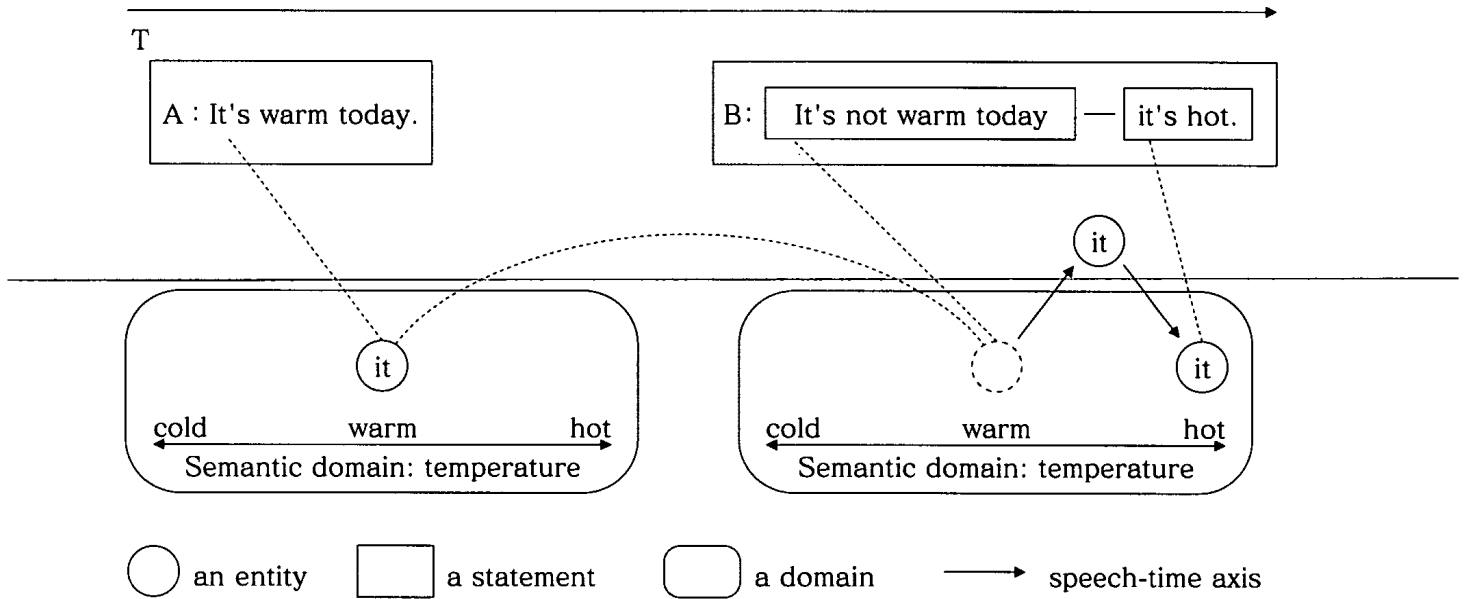 T
A : It's warm today.
B: It's not warm today — it's hot.
it
it
it
cold warm hot
Semantic domain: temperature
cold warm hot
Semantic domain: temperature
an entity
a statement
a domain
speech-time axis